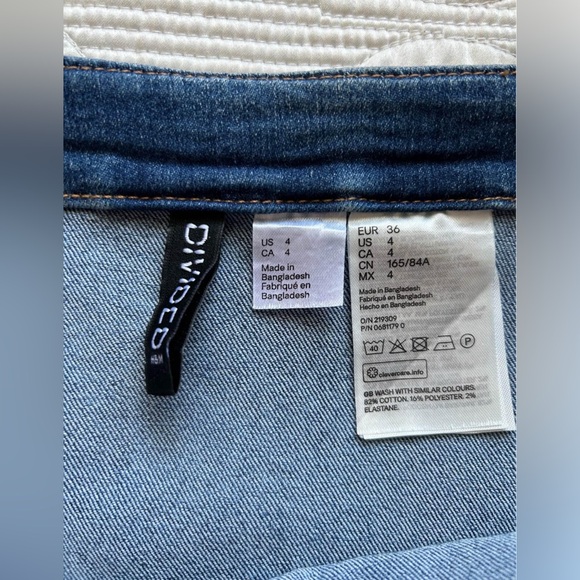 DIVIDED
H&M
US 4
CA 4
Made in
Bangladesh
Fabriqué en
Bangladesh
EUR 36
US 4
CA 4
CN 165/84A
MX 4
Made in Bangladesh
Fabriqué en Bangladesh
Hecho en Bangladesh
O/N 219309
P/N 0681179 0
40 P
clevercare.info
GB WASH WITH SIMILAR COLOURS.
82% COTTON, 16% POLYESTER, 2%
ELASTANE.